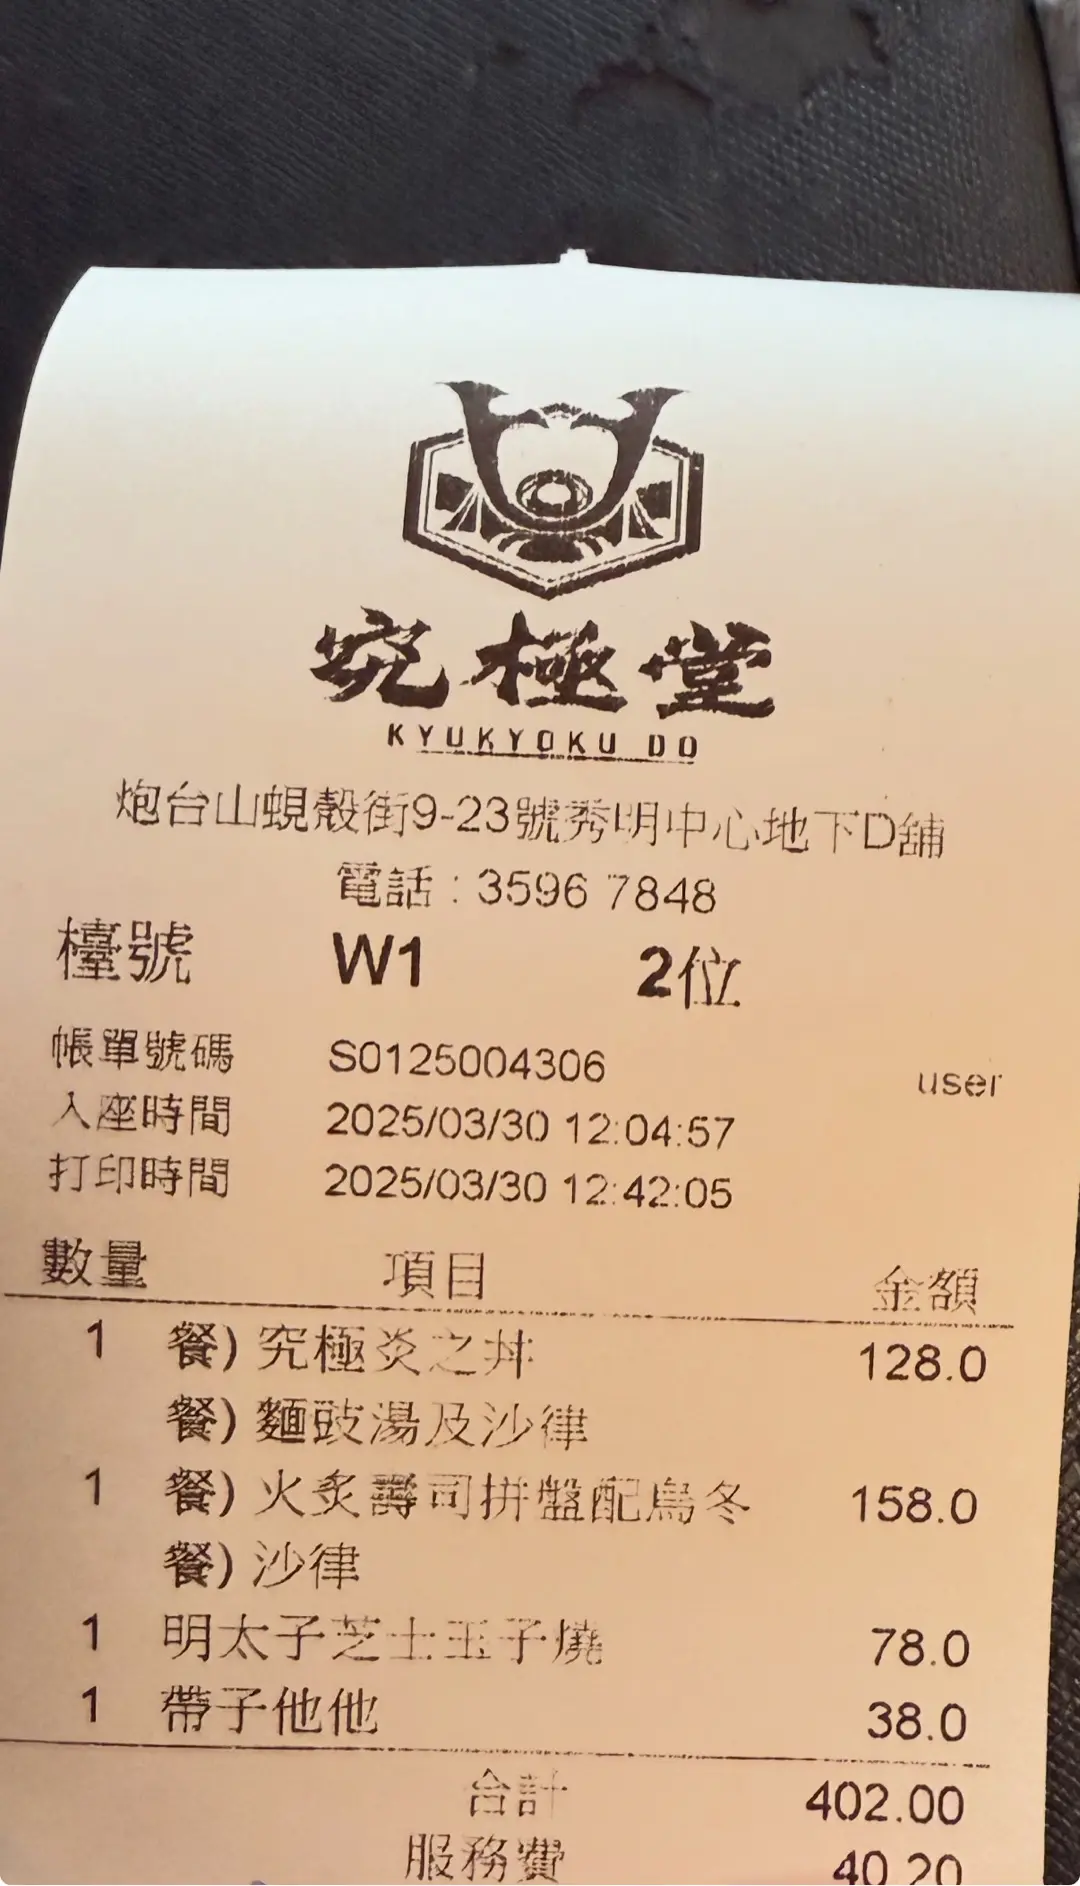 究極堂
KYUKYOKU DO
炮台山蜆殼街9-23號秀明中心地下D舖
電話：3596 7848
檯號 W1 2位
帳單號碼 S0125004306 user
入座時間 2025/03/30 12:04:57
打印時間 2025/03/30 12:42:05
數量 項目 金額
1 餐) 究極炎之丼 128.0
餐) 麵豉湯及沙律
1 餐) 火炙壽司拼盤配烏冬 158.0
餐) 沙律
1 明太子芝士玉子燒 78.0
1 帶子他他 38.0
合計 402.00
服務費 40.20